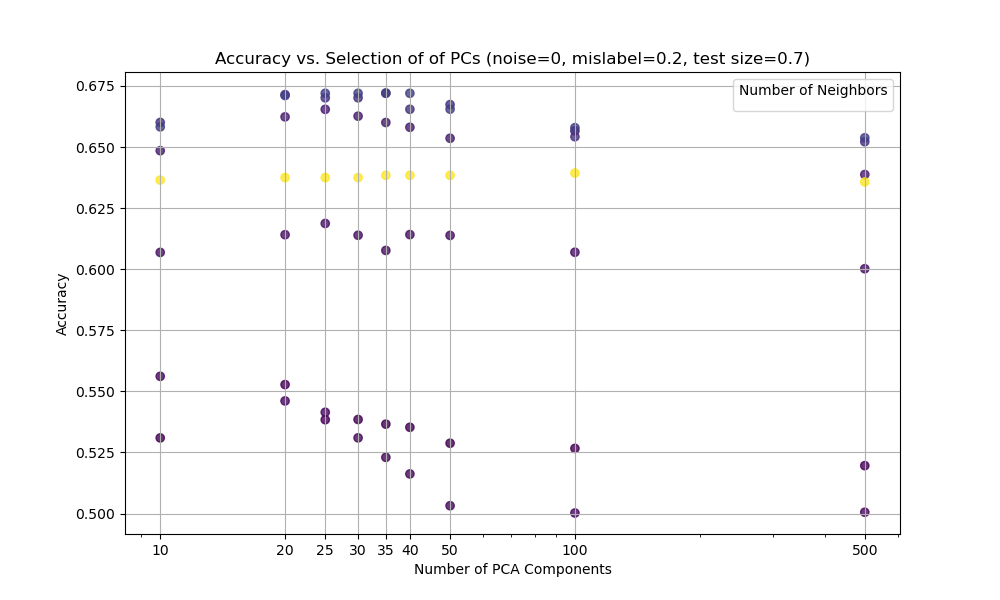 Accuracy vs. Selection of of PCs (noise=0, mislabel=0.2, test size=0.7)
Number of Neighbors
Accuracy
0.675
0.650
0.625
0.600
0.575
0.550
0.525
0.500
10 20 25 30 35 40 50 100 500
Number of PCA Components